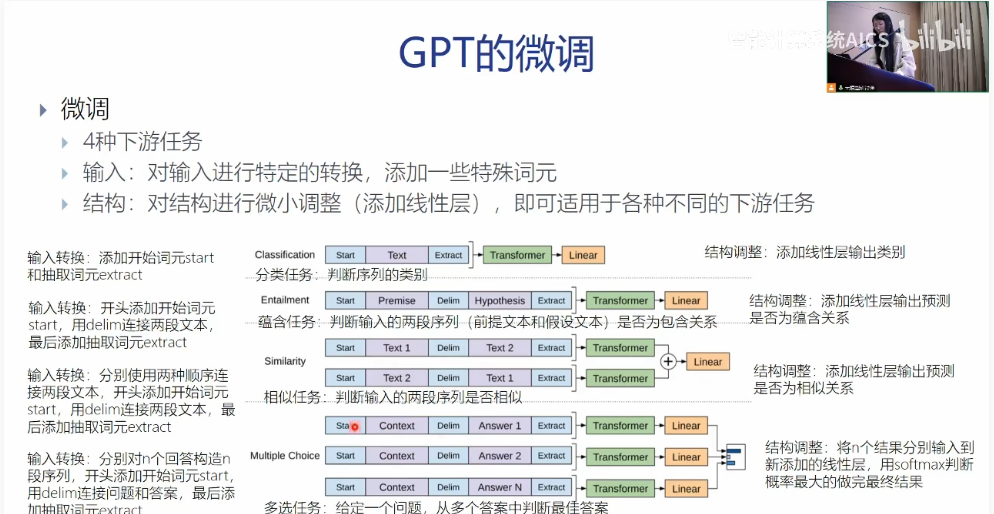 GPT的微调
统AICS bilibili
微调
4种下游任务
输入：对输入进行特定的转换，添加一些特殊词元
结构：对结构进行微小调整（添加线性层），即可适用于各种不同的下游任务
输入转换：添加开始词元start
和抽取词元extract
Classification Start Text Extract Transformer Linear
分类任务：判断序列的类别
结构调整：添加线性层输出类别
输入转换：开头添加开始词元
start，用delim连接两段文本，
最后添加抽取词元extract
Entailment Start Premise Delim Hypothesis Extract Transformer Linear
蕴含任务：判断输入的两段序列（前提文本和假设文本）是否为包含关系
结构调整：添加线性层输出预测
是否为蕴含关系
输入转换：分别使用两种顺序连
接两段文本，开头添加开始词元
start，用delim连接两段文本，最
后添加抽取词元extract
Similarity
Start Text 1 Delim Text 2 Extract Transformer
Start Text 2 Delim Text 1 Extract Transformer
+ Linear
相似任务：判断输入的两段序列是否相似
结构调整：添加线性层输出预测
是否为相似关系
输入转换：分别对n个回答构造n
段序列，开头添加开始词元start，
用delim连接问题和答案，最后添
加抽取词元extract
Multiple Choice
Context Delim Answer 1 Extract Transformer Linear
Start Context Delim Answer 2 Extract Transformer Linear
Start Context Delim Answer N Extract Transformer Linear
多选任务：给定一个问题，从多个答案中判断最佳答案
结构调整：将n个结果分别输入到
新添加的线性层，用softmax判断
概率最大的做完最终结果